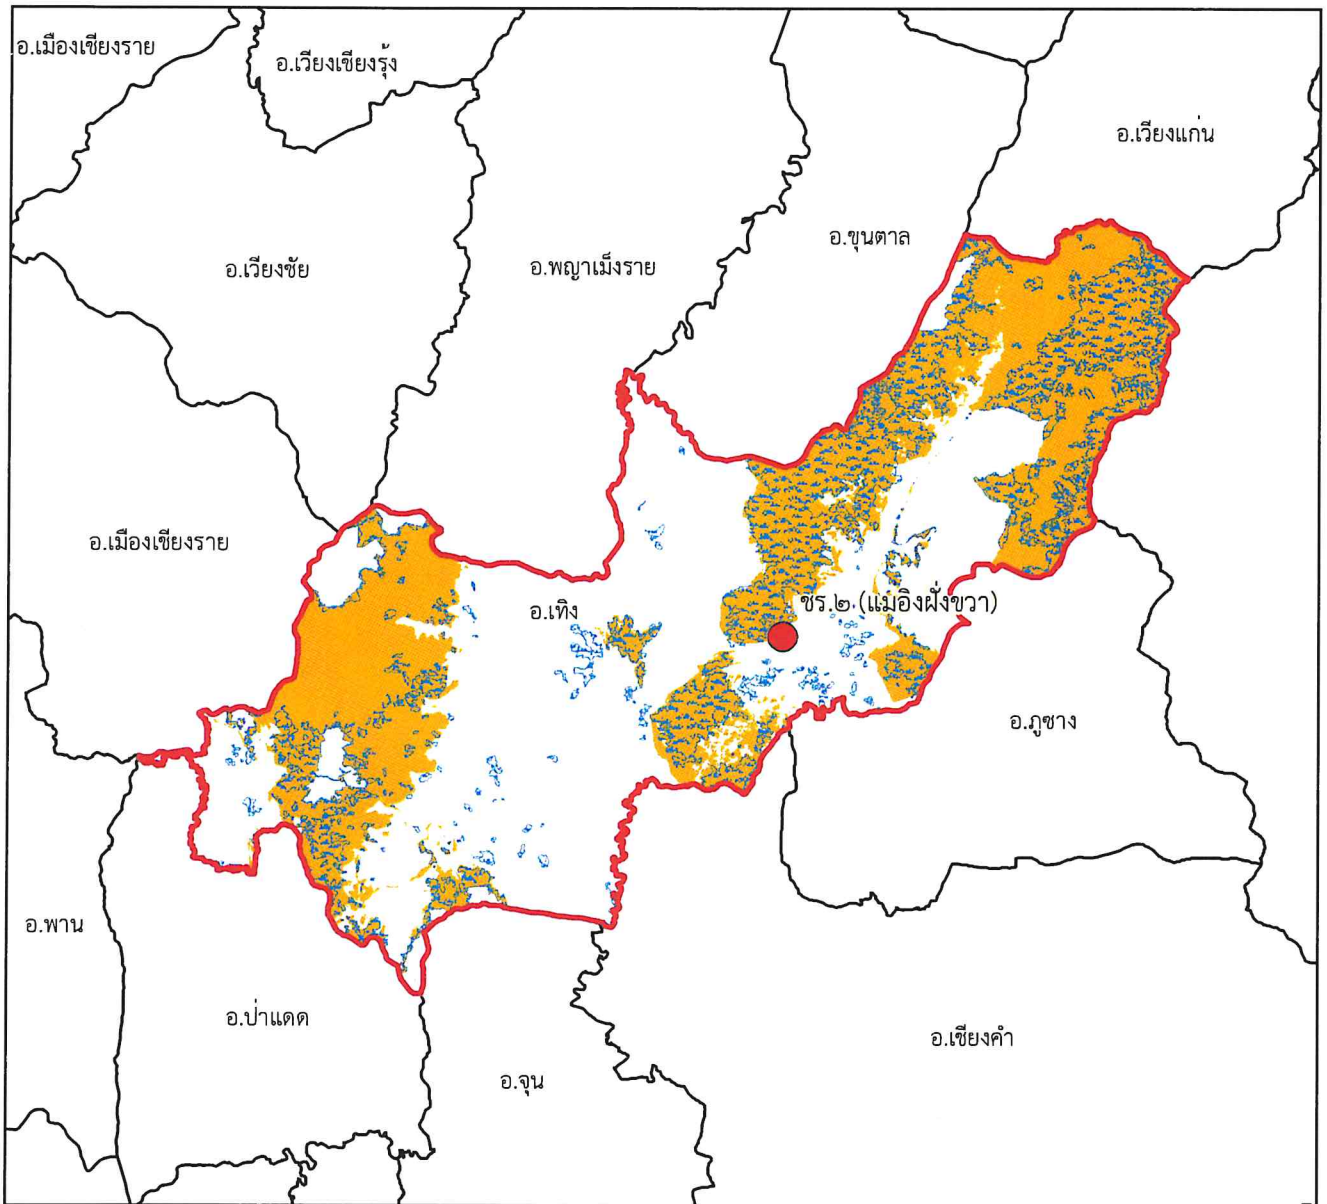 อ.เมืองเชียงราย
อ.เวียงเชียงรุ้ง
อ.เวียงแก่น
อ.ขุนตาล
อ.เวียงชัย
อ.พญาเม็งราย
อ.เมืองเชียงราย
อ.เทิง
ชร.๒ (แม่อิงฝั่งขวา)
อ.ภูซาง
อ.พาน
อ.ป่าแดด
อ.เชียงคำ
อ.จุน